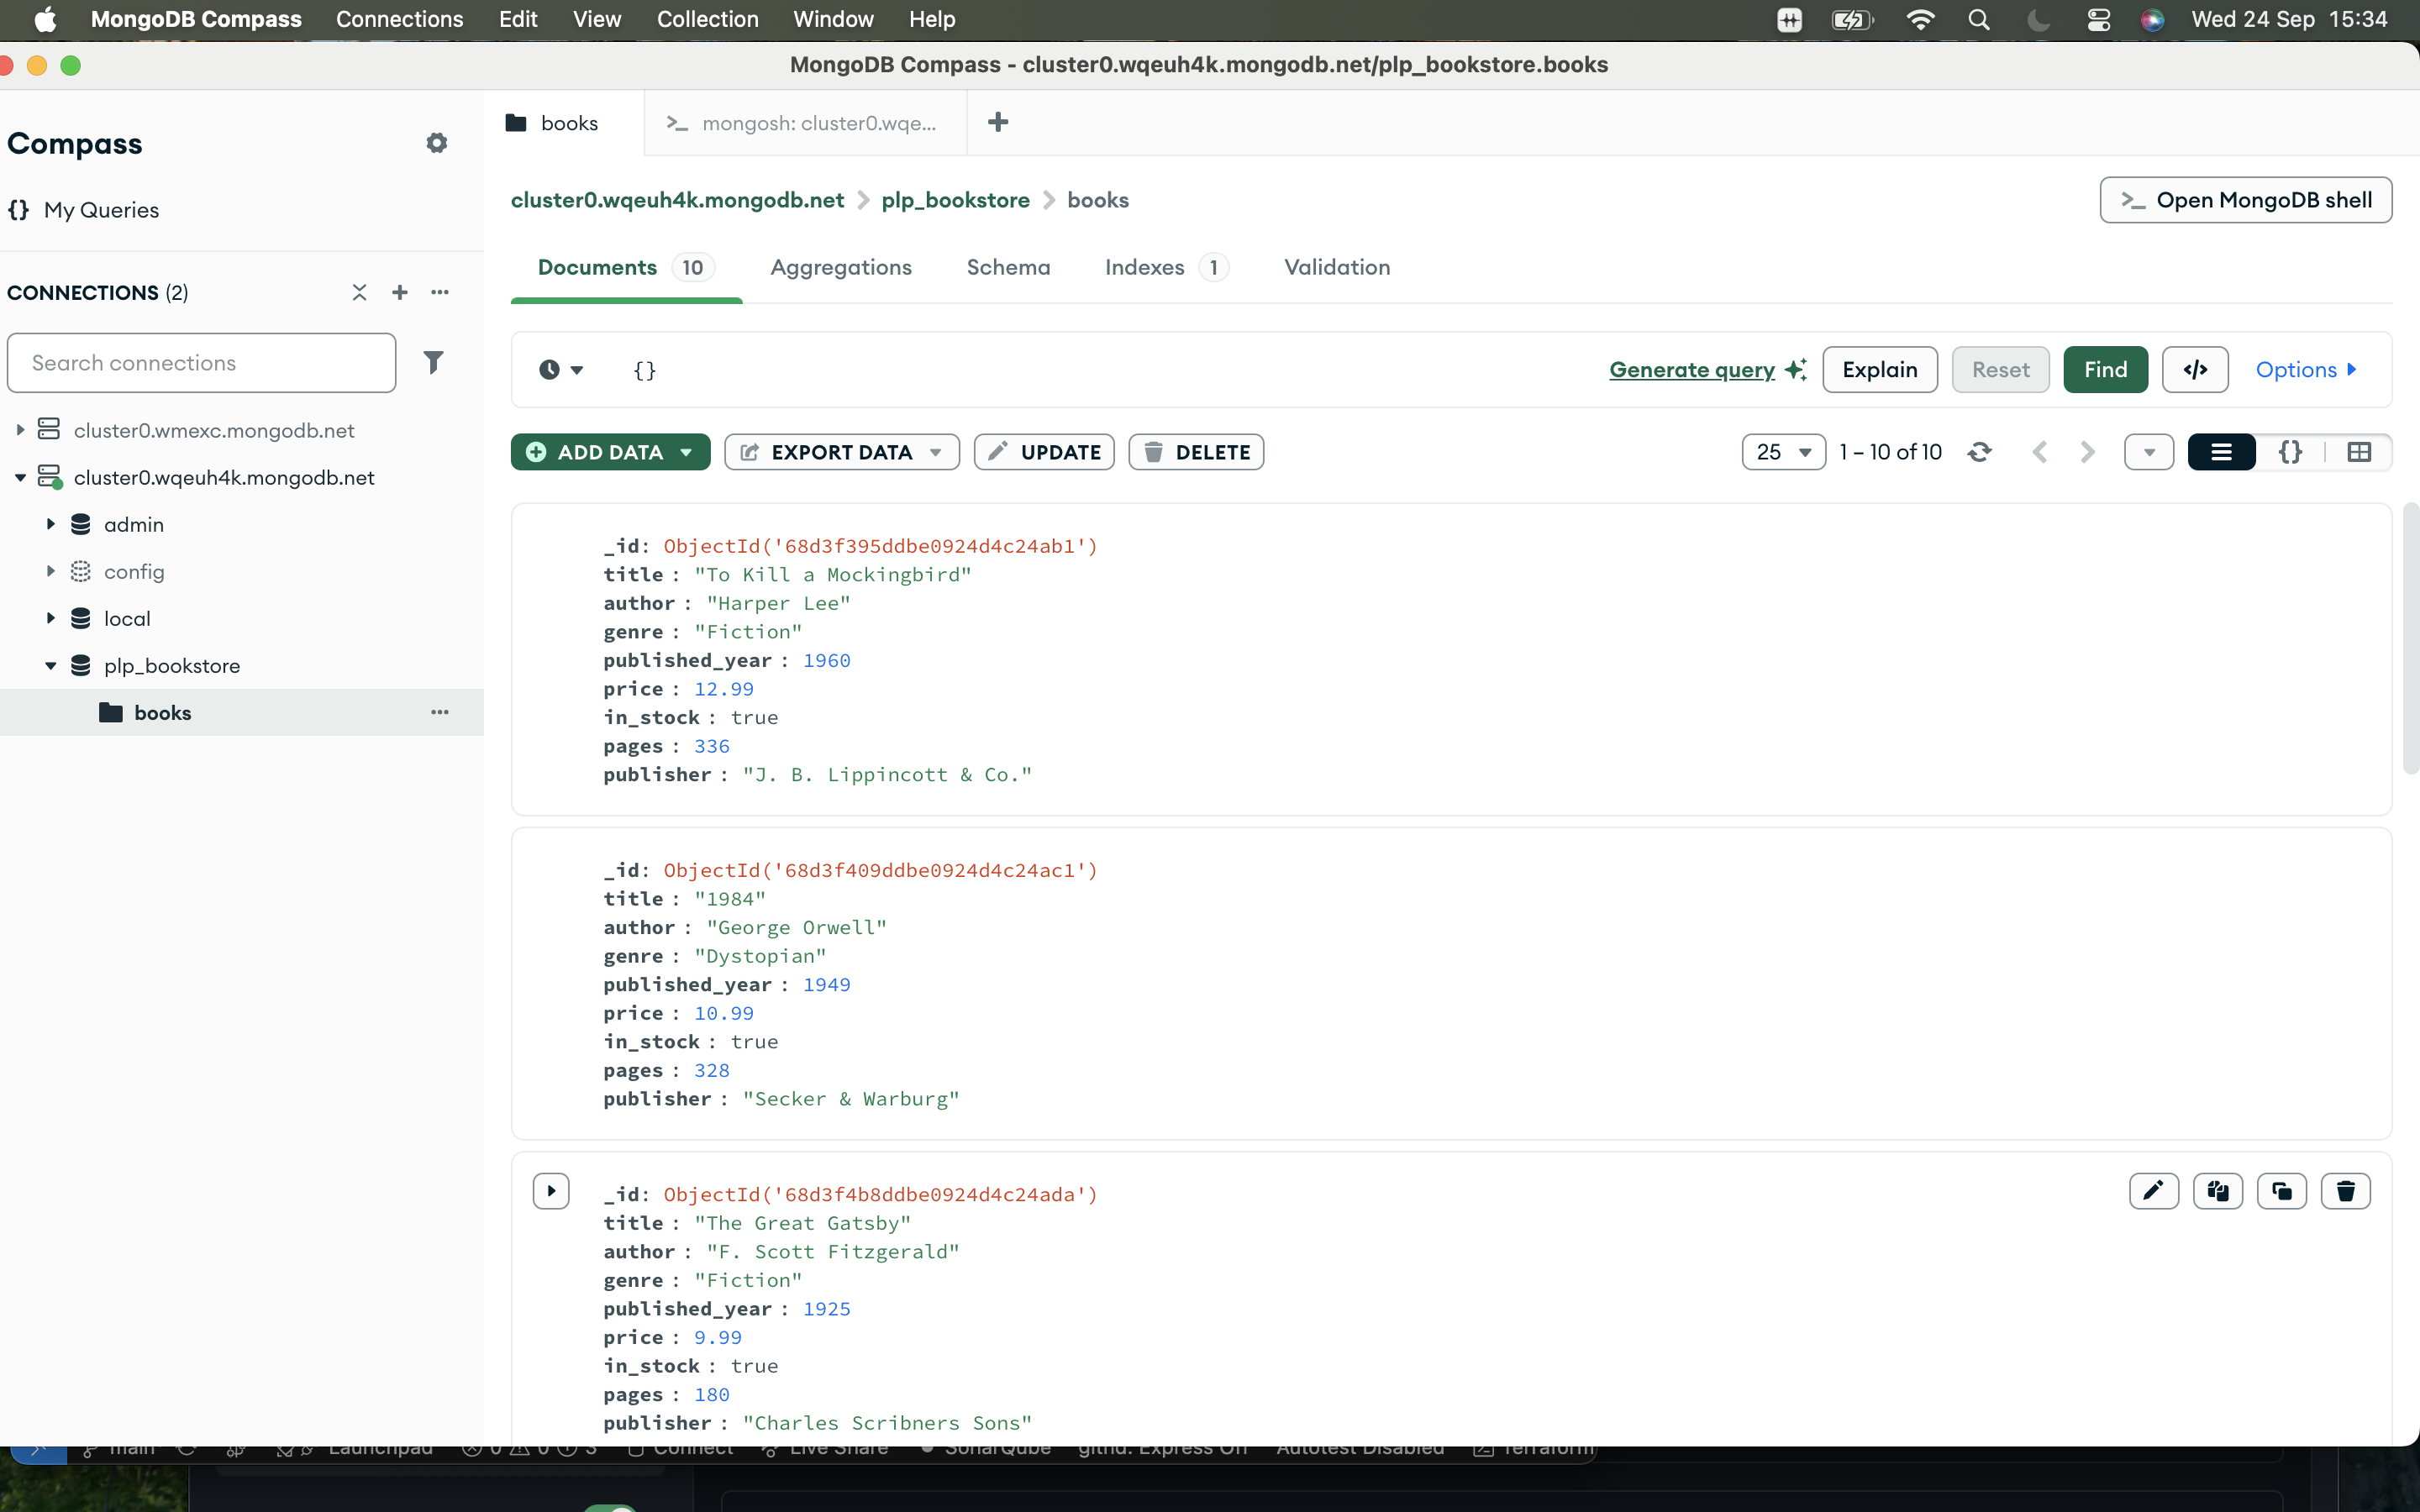 MongoDB Compass Connections Edit View Collection Window Help Wed 24 Sep 15:34
MongoDB Compass - cluster0.wqeuh4k.mongodb.net/plp_bookstore.books
Compass
{} My Queries
CONNECTIONS (2)
Search connections
cluster0.wmexc.mongodb.net
cluster0.wqeuh4k.mongodb.net
admin
config
local
plp_bookstore
books
books >_ mongosh: cluster0.wqe... +
cluster0.wqeuh4k.mongodb.net > plp_bookstore > books >_ Open MongoDB shell
Documents 10 Aggregations Schema Indexes 1 Validation
{} Generate query Explain Reset Find </> Options
ADD DATA EXPORT DATA UPDATE DELETE 25 1 – 10 of 10 {}
_id: ObjectId('68d3f395ddbe0924d4c24ab1')
title : "To Kill a Mockingbird"
author : "Harper Lee"
genre : "Fiction"
published_year : 1960
price : 12.99
in_stock : true
pages : 336
publisher : "J. B. Lippincott & Co."
_id: ObjectId('68d3f409ddbe0924d4c24ac1')
title : "1984"
author : "George Orwell"
genre : "Dystopian"
published_year : 1949
price : 10.99
in_stock : true
pages : 328
publisher : "Secker & Warburg"
_id: ObjectId('68d3f4b8ddbe0924d4c24ada')
title : "The Great Gatsby"
author : "F. Scott Fitzgerald"
genre : "Fiction"
published_year : 1925
price : 9.99
in_stock : true
pages : 180
publisher : "Charles Scribners Sons"
main Launchpad 0 0 3 Connect Live Share SonarQube Express Off Autotest Disabled Terraform